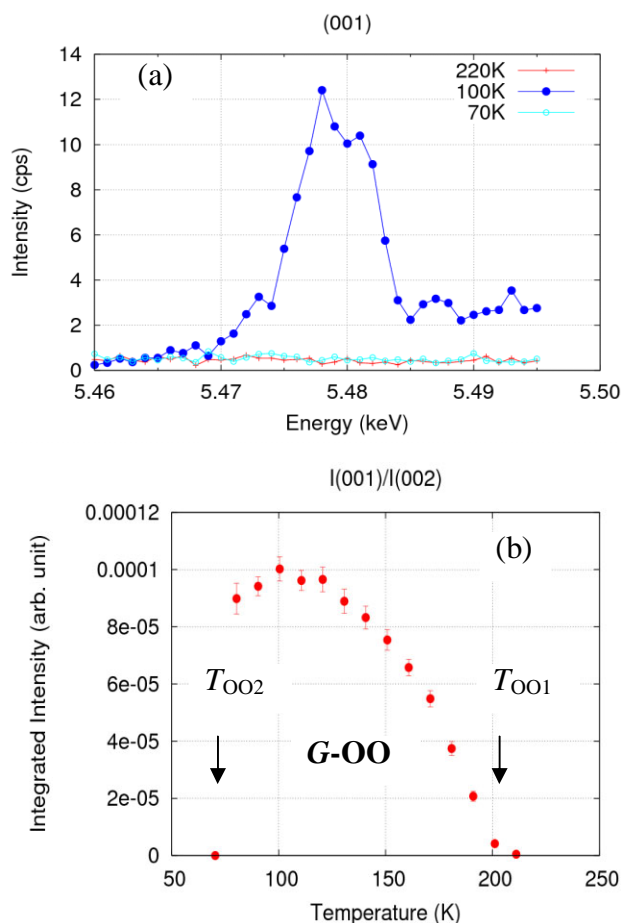 (001)
(a)
220K
100K
70K
14
12
10
8
6
4
2
0
Intensity (cps)
5.46 5.47 5.48 5.49 5.50
Energy (keV)
I(001)/I(002)
(b)
0.00012
0.0001
8e-05
6e-05
4e-05
2e-05
0
Integrated Intensity (arb. unit)
TOO2 TOO1
G-OO
50 100 150 200 250
Temperature (K)